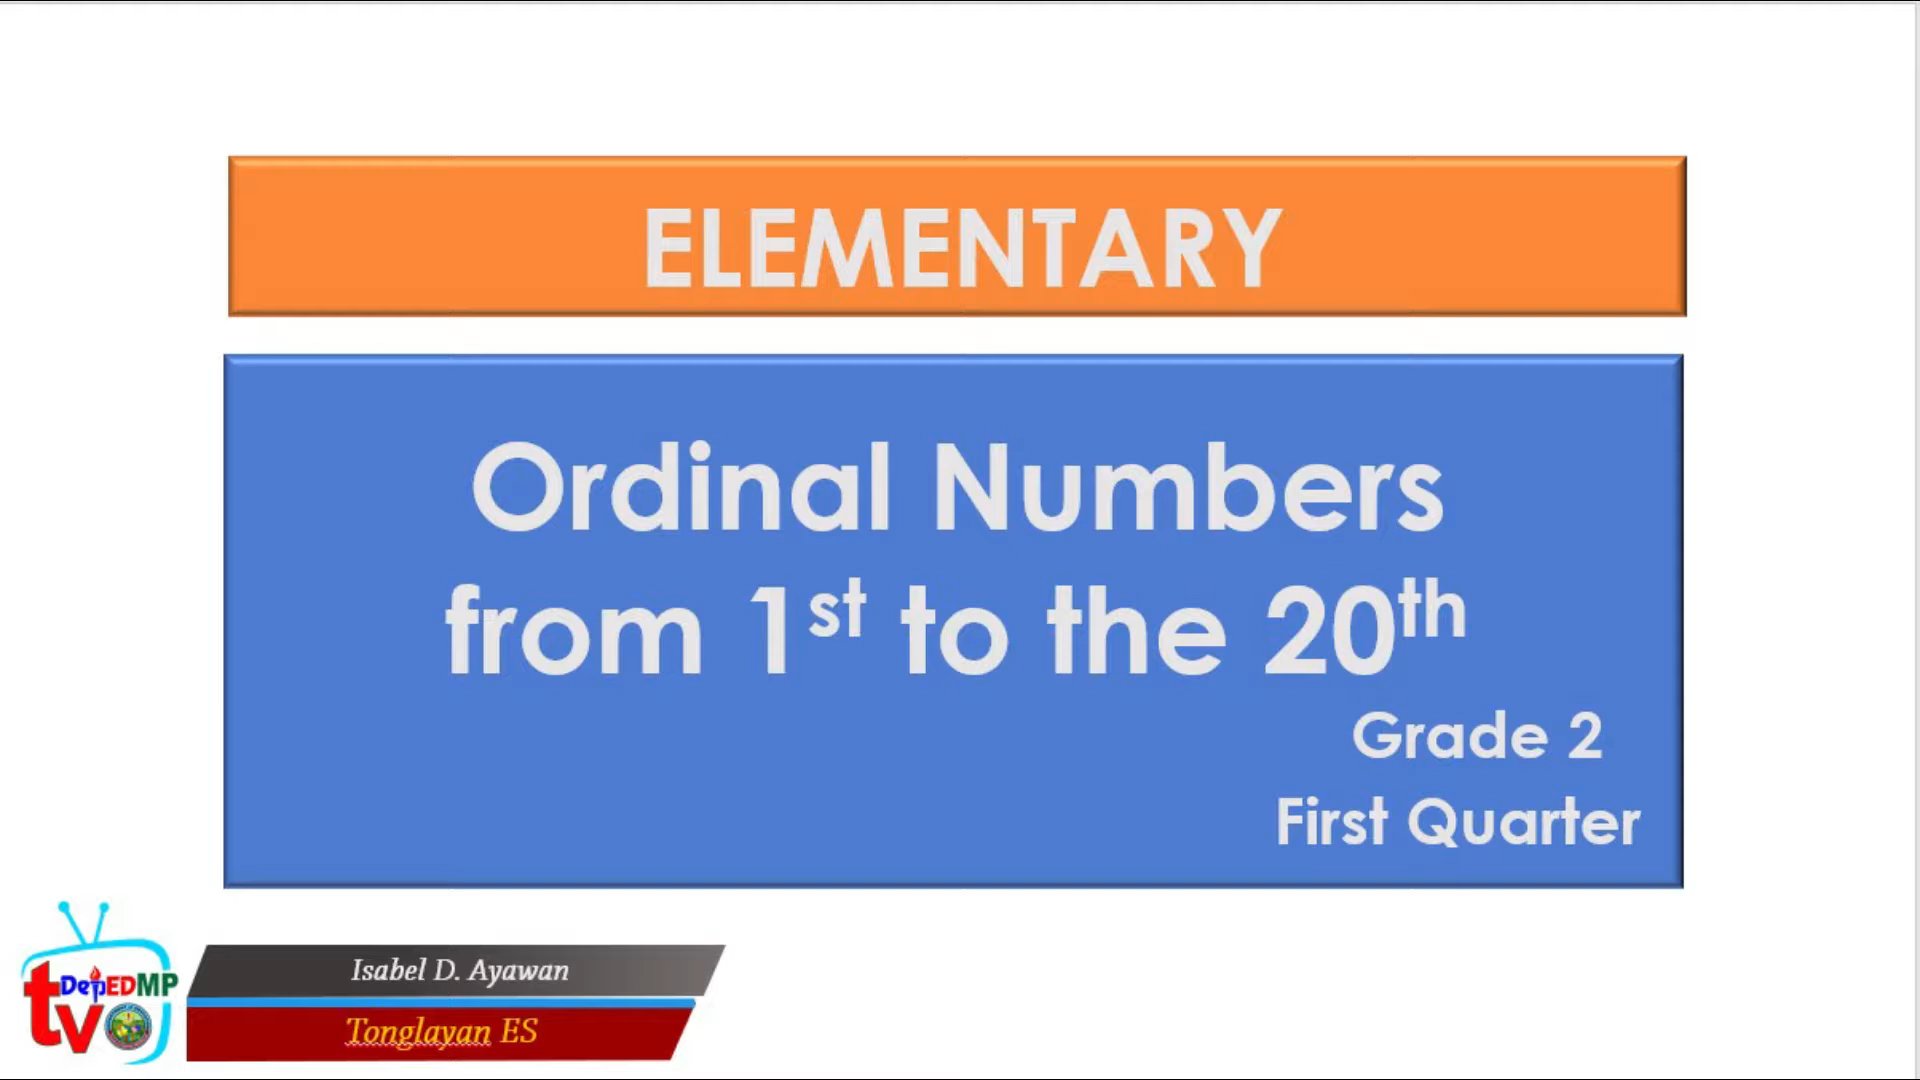 ELEMENTARY
Ordinal Numbers
from 1st to the 20th
Grade 2
First Quarter
DepEDMP
tv
Isabel D. Ayawan
Tonglayan ES